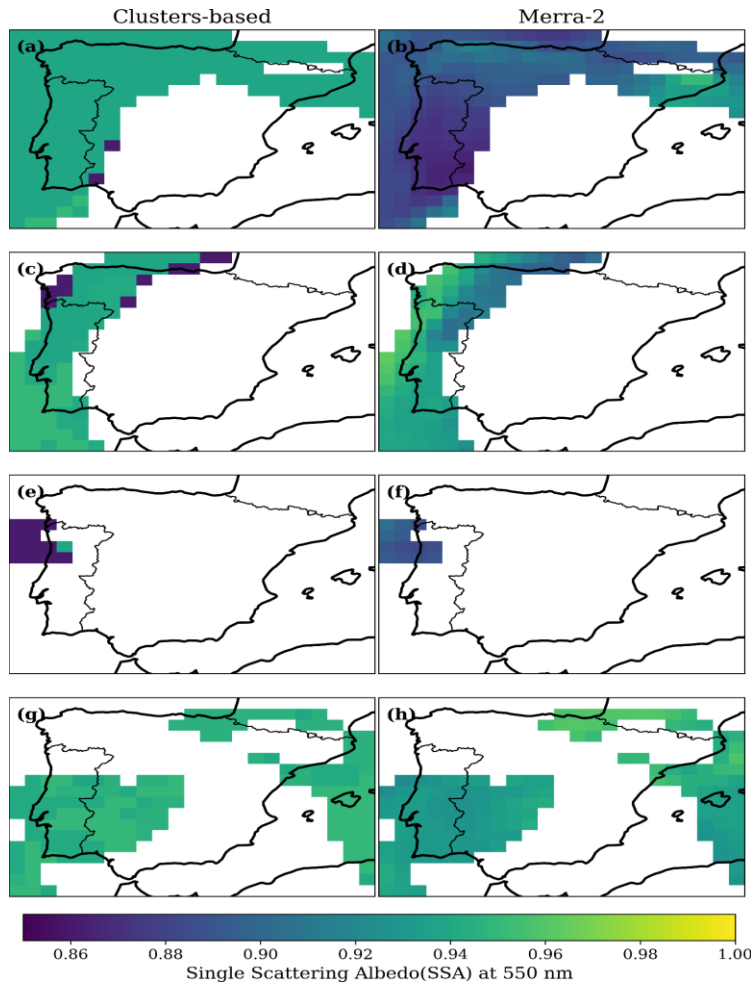 Clusters-based Merra-2
(a) (b)
(c) (d)
(e) (f)
(g) (h)
0.86 0.88 0.90 0.92 0.94 0.96 0.98 1.00
Single Scattering Albedo(SSA) at 550 nm